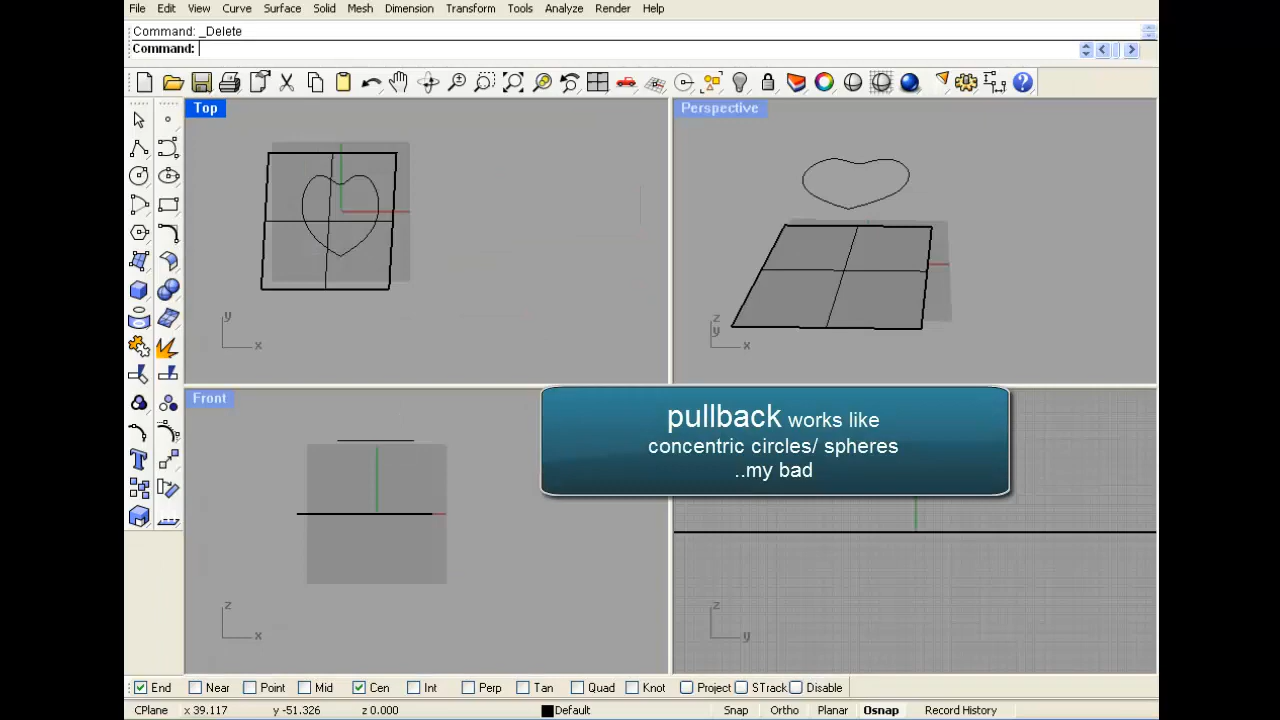 File Edit View Curve Surface Solid Mesh Dimension Transform Tools Analyze Render Help
Command: _Delete
Command:
Top
Perspective
y
x
z
y
x
Front
pullback works like
concentric circles/ spheres
..my bad
z
x
z
y
End Near Point Mid Cen Int Perp Tan Quad Knot Project STrack Disable
CPlane x 39.117 y -51.326 z 0.000 Default Snap Ortho Planar Osnap Record History